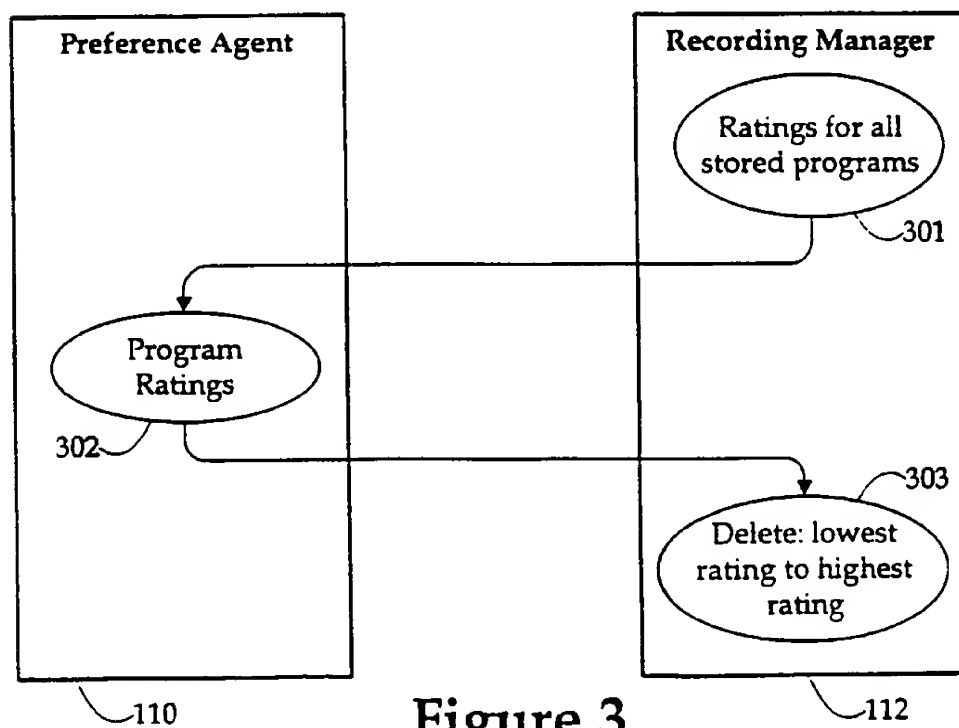 Preference Agent
Recording Manager
Ratings for all
stored programs
301
Program
Ratings
302
303
Delete: lowest
rating to highest
rating
110
112
Figure 3